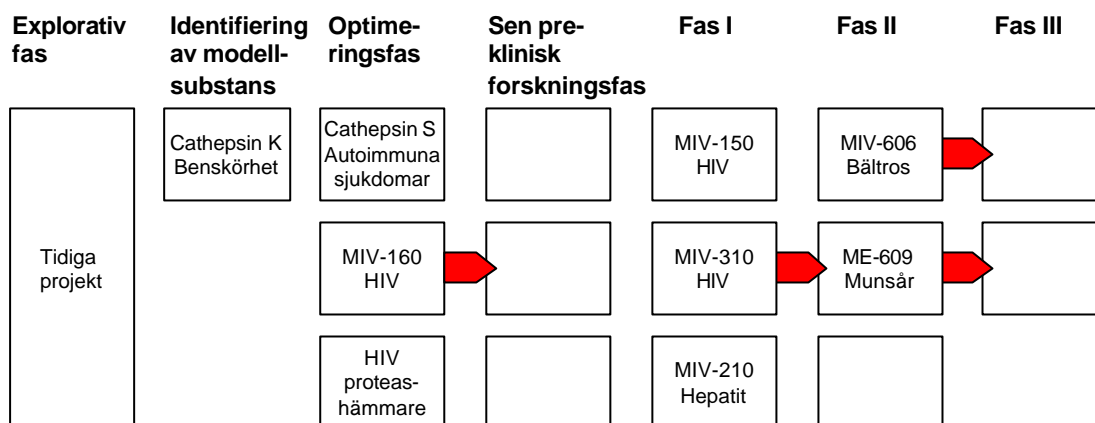 Explorativ
fas
Identifiering
av modell-
substans
Optime-
ringsfas
Sen pre-
klinisk
forskningsfas
Fas I
Fas II
Fas III
Tidiga
projekt
Cathepsin K
Benskörhet
Cathepsin S
Autoimmuna
sjukdomar
MIV-150
HIV
MIV-606
Bältros
MIV-160
HIV
MIV-310
HIV
ME-609
Munsår
HIV
proteas-
hämmare
MIV-210
Hepatit